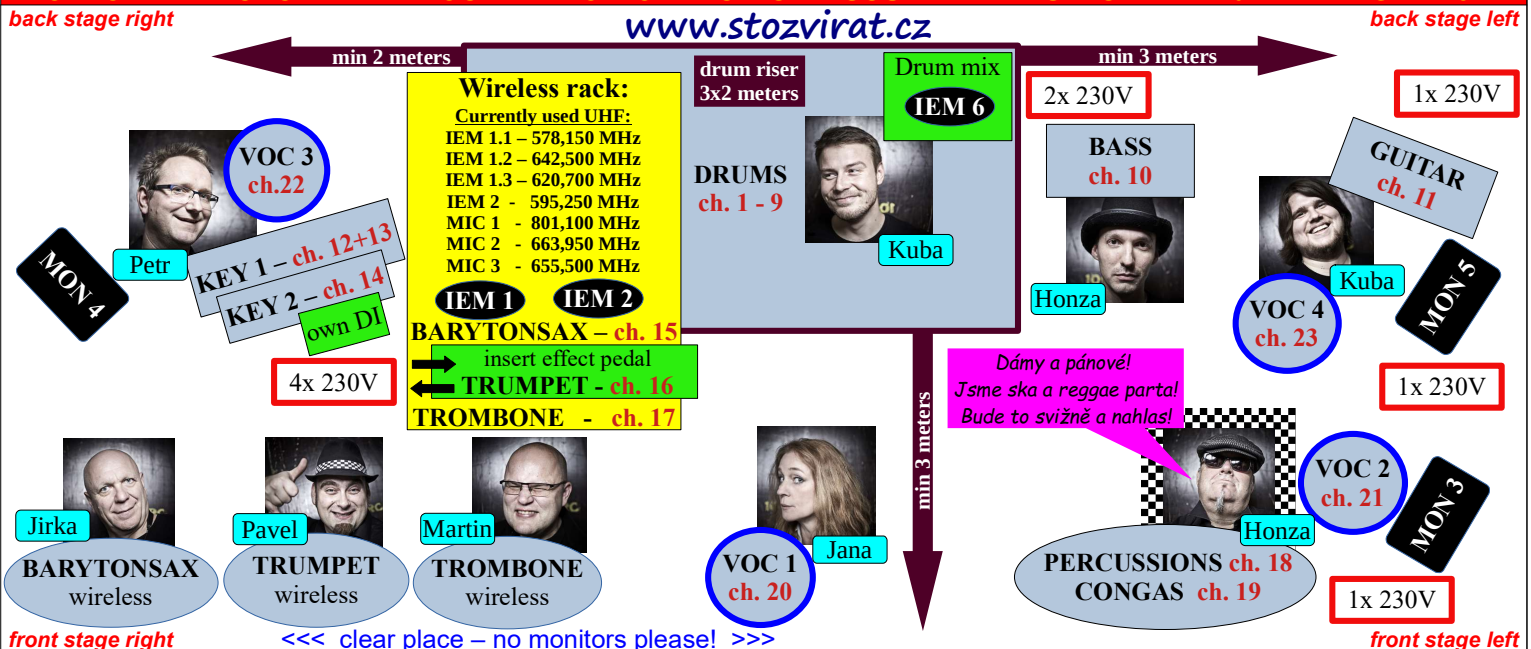 back stage right
www.stozvirat.cz
back stage left
min 2 meters
min 3 meters
drum riser
3x2 meters
Drum mix
IEM 6
2x 230V
1x 230V
Wireless rack:
Currently used UHF:
IEM 1.1 – 578,150 MHz
IEM 1.2 – 642,500 MHz
IEM 1.3 – 620,700 MHz
IEM 2 - 595,250 MHz
MIC 1 - 801,100 MHz
MIC 2 - 663,950 MHz
MIC 3 - 655,500 MHz
IEM 1
IEM 2
BARYTONSAX – ch. 15
insert effect pedal
TRUMPET - ch. 16
TROMBONE - ch. 17
VOC 3
ch.22
Petr
MON 4
KEY 1 – ch. 12+13
KEY 2 – ch. 14
own DI
4x 230V
DRUMS
ch. 1 - 9
Kuba
BASS
ch. 10
Honza
GUITAR
ch. 11
Kuba
VOC 4
ch. 23
MON 5
1x 230V
min 3 meters
Dámy a pánové!
Jsme ska a reggae parta!
Bude to svižně a nahlas!
Jirka
BARYTONSAX
wireless
Pavel
TRUMPET
wireless
Martin
TROMBONE
wireless
Jana
VOC 1
ch. 20
Honza
PERCUSSIONS ch. 18
CONGAS ch. 19
VOC 2
ch. 21
MON 3
1x 230V
front stage right
<<< clear place – no monitors please! >>>
front stage left